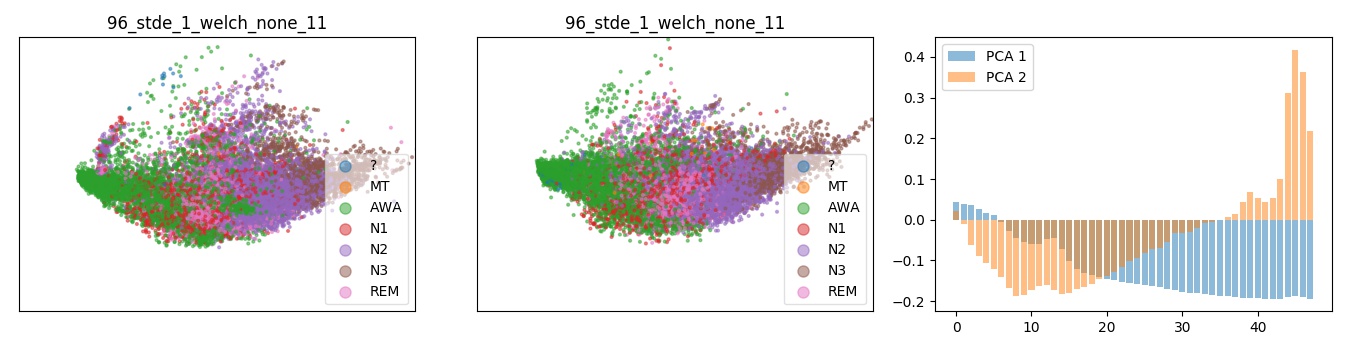 96_stde_1_welch_none_11
?
MT
AWA
N1
N2
N3
REM
96_stde_1_welch_none_11
?
MT
AWA
N1
N2
N3
REM
PCA 1
PCA 2
0.4
0.3
0.2
0.1
0.0
−0.1
−0.2
0
10
20
30
40